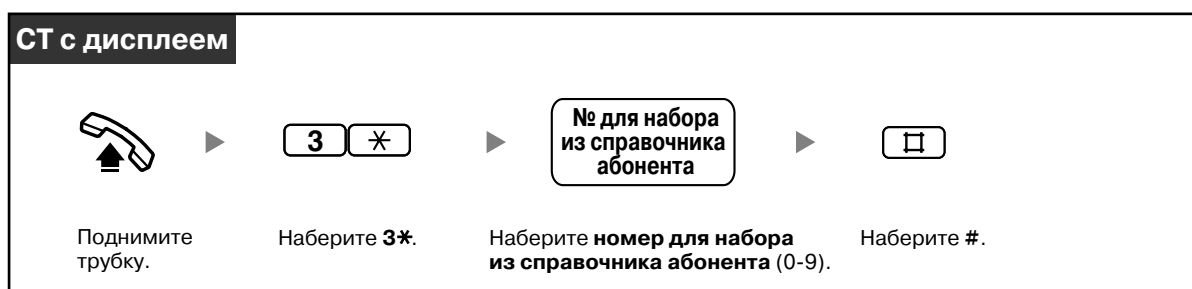 СТ с дисплеем
3 ✳
№ для набора
из справочника
абонента
#
Поднимите
трубку.
Наберите 3✳.
Наберите номер для набора
из справочника абонента (0-9).
Наберите #.